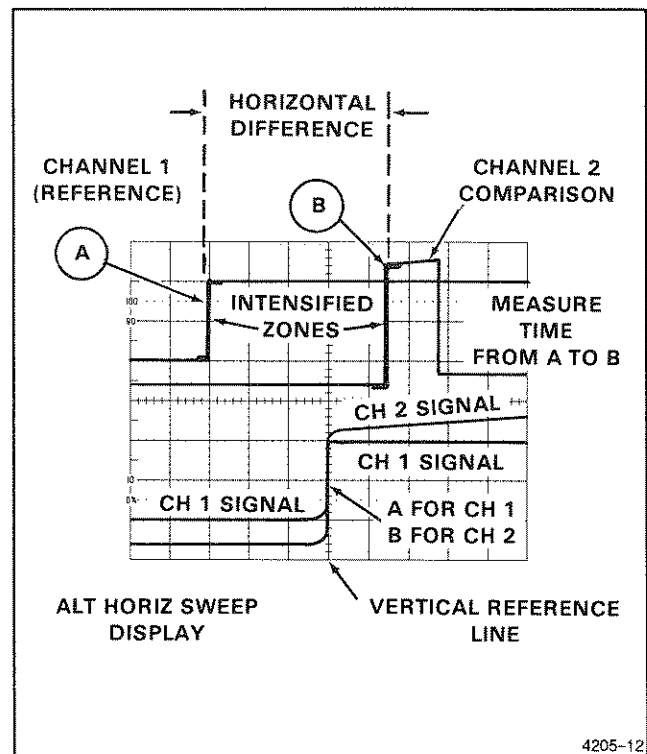 HORIZONTAL
DIFFERENCE
CHANNEL 1
(REFERENCE)
CHANNEL 2
COMPARISON
B
A
100
90
INTENSIFIED
ZONES
MEASURE
TIME
FROM A TO B
CH 2 SIGNAL
CH 1 SIGNAL
10
0%
CH 1 SIGNAL
A FOR CH 1
B FOR CH 2
ALT HORIZ SWEEP
DISPLAY
VERTICAL REFERENCE
LINE
4205-12